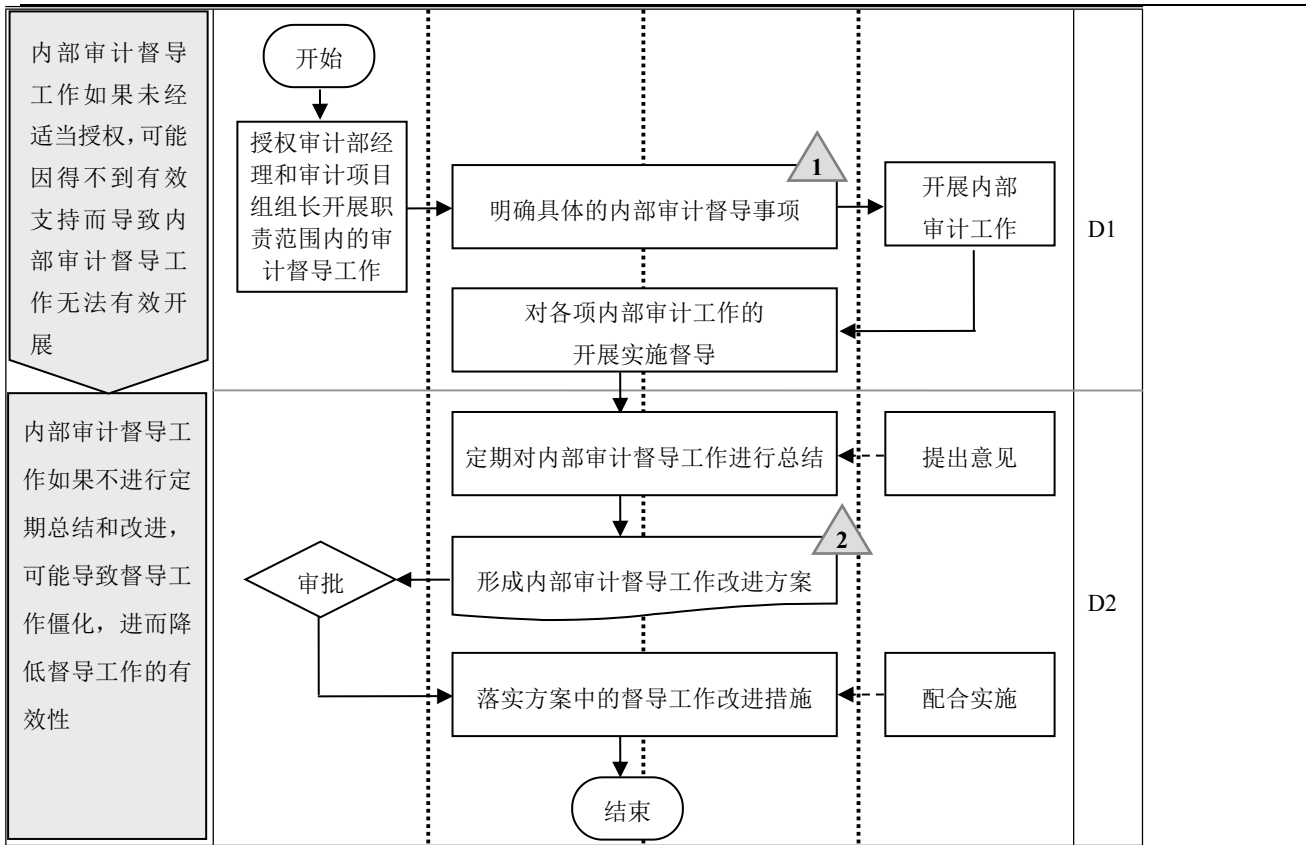 内部审计督导
工作如果未经
适当授权，可能
因得不到有效
支持而导致内
部审计督导工
作无法有效开
展
开始
授权审计部经
理和审计项目
组组长开展职
责范围内的审
计督导工作
1
明确具体的内部审计督导事项
开展内部
审计工作
D1
对各项内部审计工作的
开展实施督导
内部审计督导工
作如果不进行定
期总结和改进，
可能导致督导工
作僵化，进而降
低督导工作的有
效性
定期对内部审计督导工作进行总结
提出意见
2
审批
形成内部审计督导工作改进方案
D2
落实方案中的督导工作改进措施
配合实施
结束